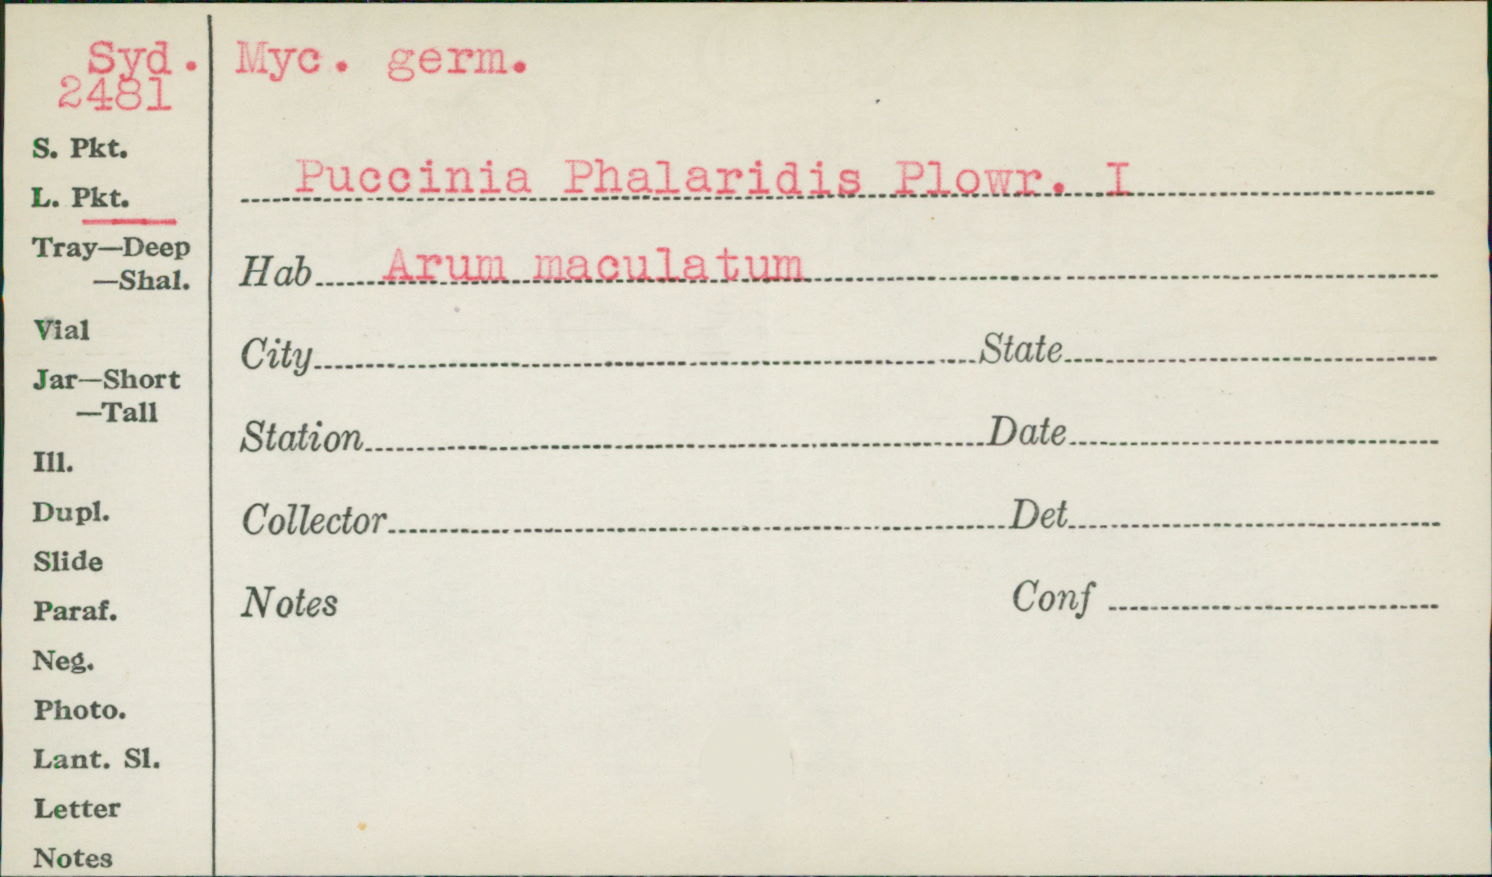 Syd. Myc. germ.
2481
S. Pkt.
L. Pkt.
Tray—Deep
—Shal.
Vial
Jar—Short
—Tall
Ill.
Dupl.
Slide
Paraf.
Neg.
Photo.
Lant. Sl.
Letter
Notes
Puccinia Phalaridis Plowr. I
Hab Arum maculatum
City State
Station Date
Collector Det
Notes Conf